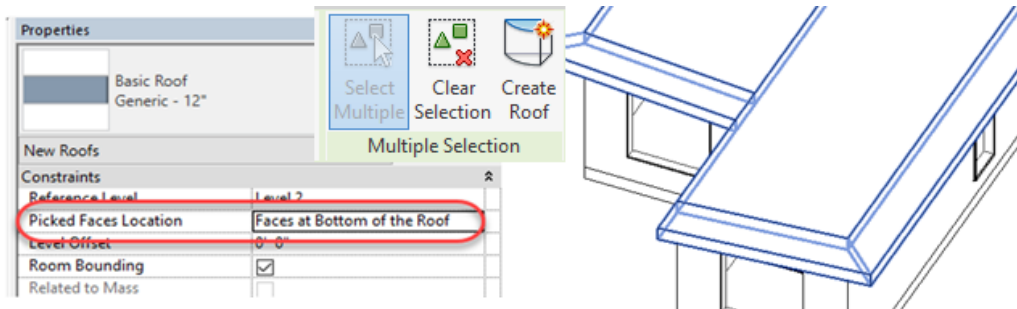 Properties
Basic Roof
Generic - 12"
New Roofs
Constraints
Reference Level Level 2
Picked Faces Location Faces at Bottom of the Roof
Level Offset 0' 0"
Room Bounding
Related to Mass
Select Multiple
Clear Selection
Create Roof
Multiple Selection